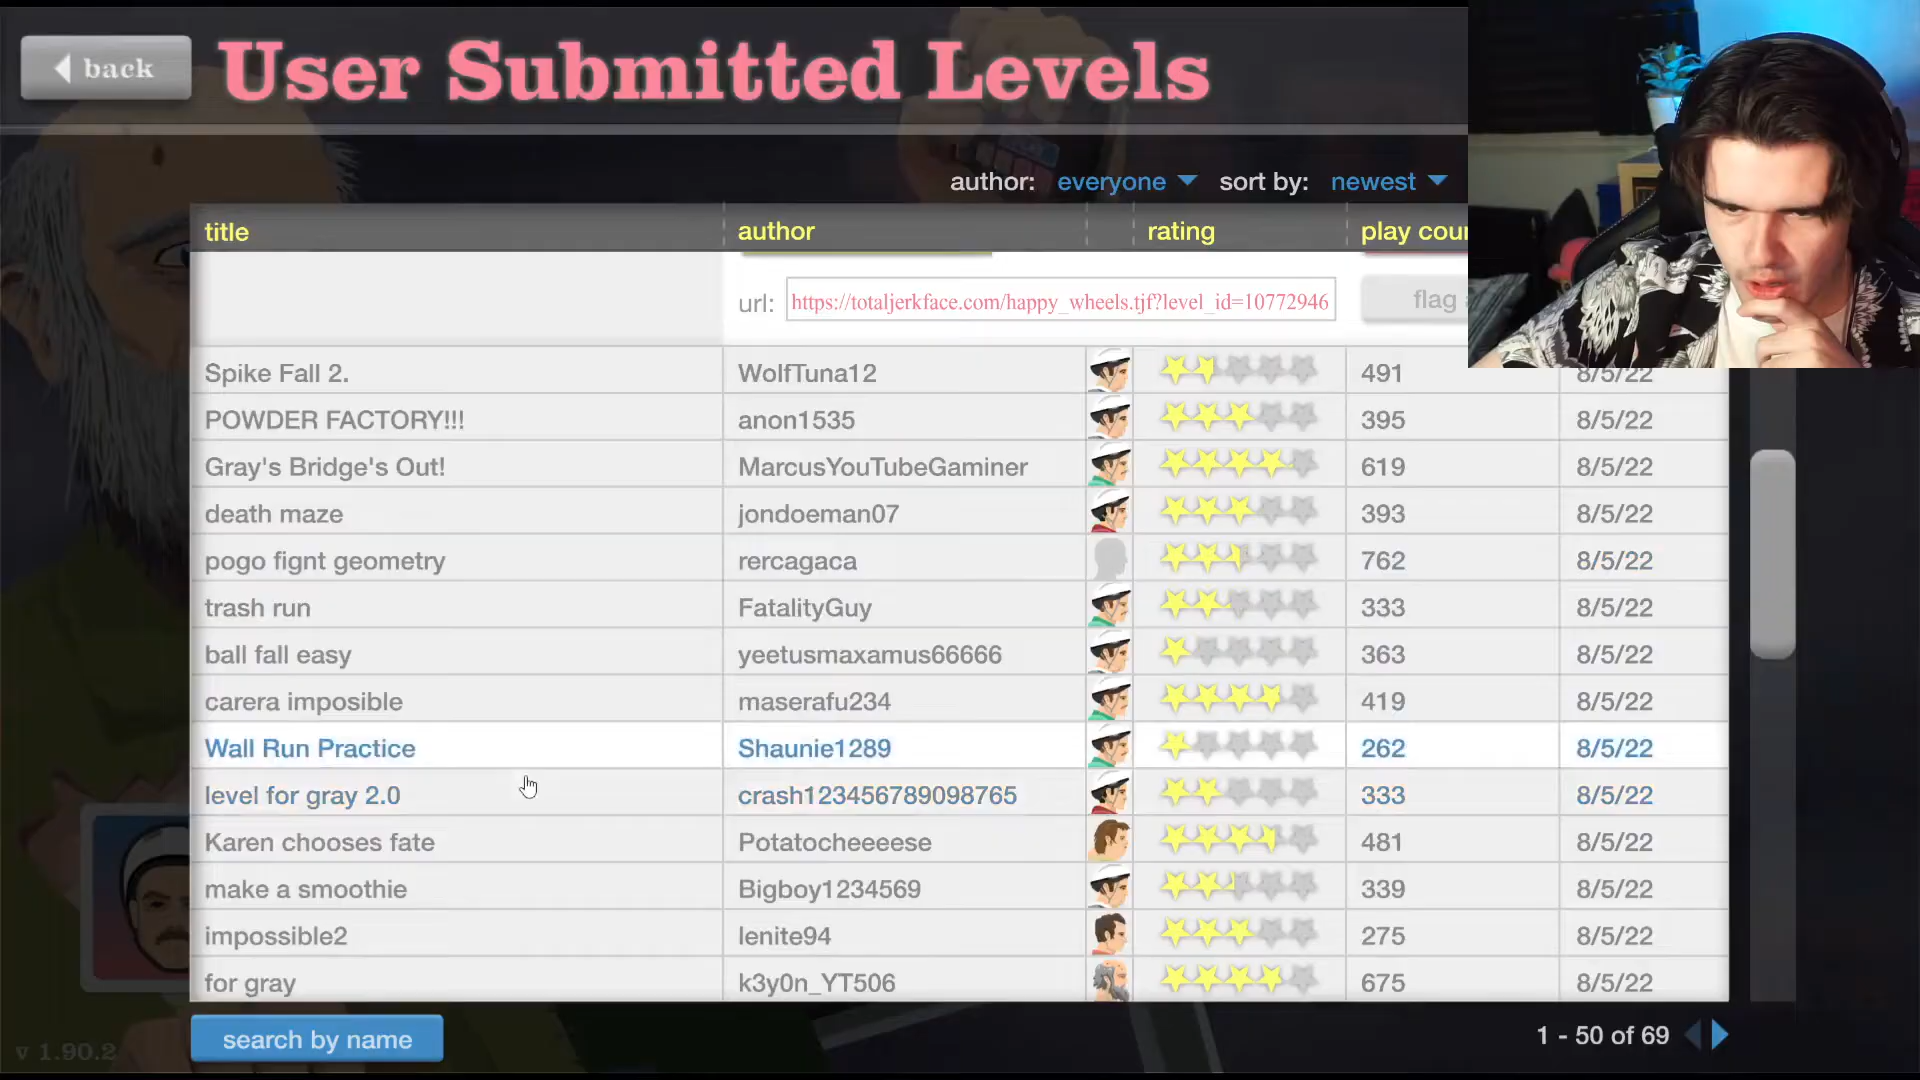 back
User Submitted Levels
author: everyone sort by: newest
title author rating play coun
url: https://totaljerkface.com/happy_wheels.tjf?level_id=10772946 flag
Spike Fall 2. WolfTuna12 491 8/5/22
POWDER FACTORY!!! anon1535 395 8/5/22
Gray's Bridge's Out! MarcusYouTubeGaminer 619 8/5/22
death maze jondoeman07 393 8/5/22
pogo fignt geometry rercagaca 762 8/5/22
trash run FatalityGuy 333 8/5/22
ball fall easy yeetusmaxamus66666 363 8/5/22
carera imposible maserafu234 419 8/5/22
Wall Run Practice Shaunie1289 262 8/5/22
level for gray 2.0 crash123456789098765 333 8/5/22
Karen chooses fate Potatocheeeese 481 8/5/22
make a smoothie Bigboy1234569 339 8/5/22
impossible2 lenite94 275 8/5/22
for gray k3y0n_YT506 675 8/5/22
search by name
1 - 50 of 69
v 1.90.2